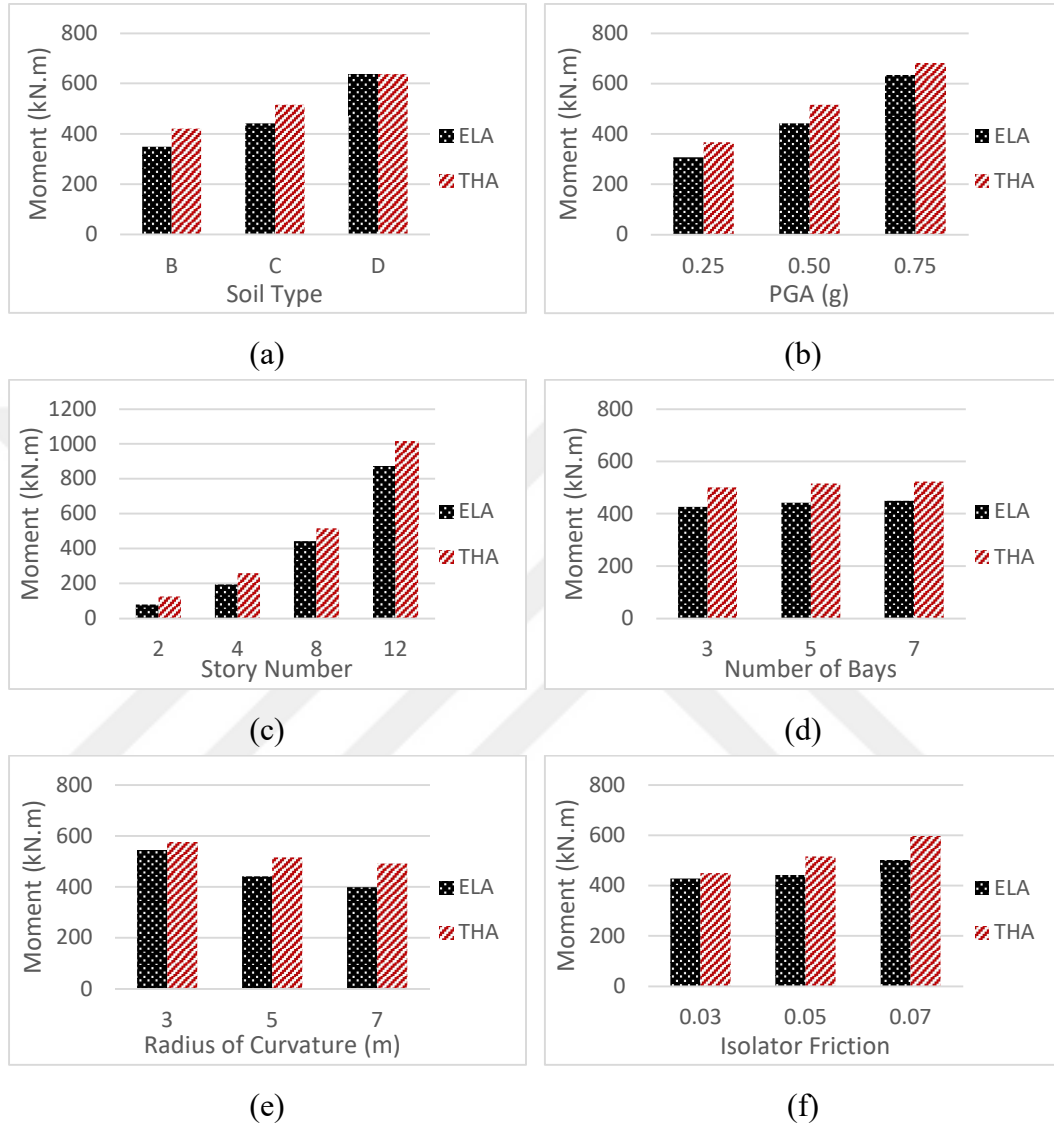 Moment (kN.m)
800
600
400
200
0
B C D
Soil Type
ELA
THA
(a)
Moment (kN.m)
800
600
400
200
0
0.25 0.50 0.75
PGA (g)
ELA
THA
(b)
Moment (kN.m)
1200
1000
800
600
400
200
0
2 4 8 12
Story Number
ELA
THA
(c)
Moment (kN.m)
800
600
400
200
0
3 5 7
Number of Bays
ELA
THA
(d)
Moment (kN.m)
800
600
400
200
0
3 5 7
Radius of Curvature (m)
ELA
THA
(e)
Moment (kN.m)
800
600
400
200
0
0.03 0.05 0.07
Isolator Friction
ELA
THA
(f)